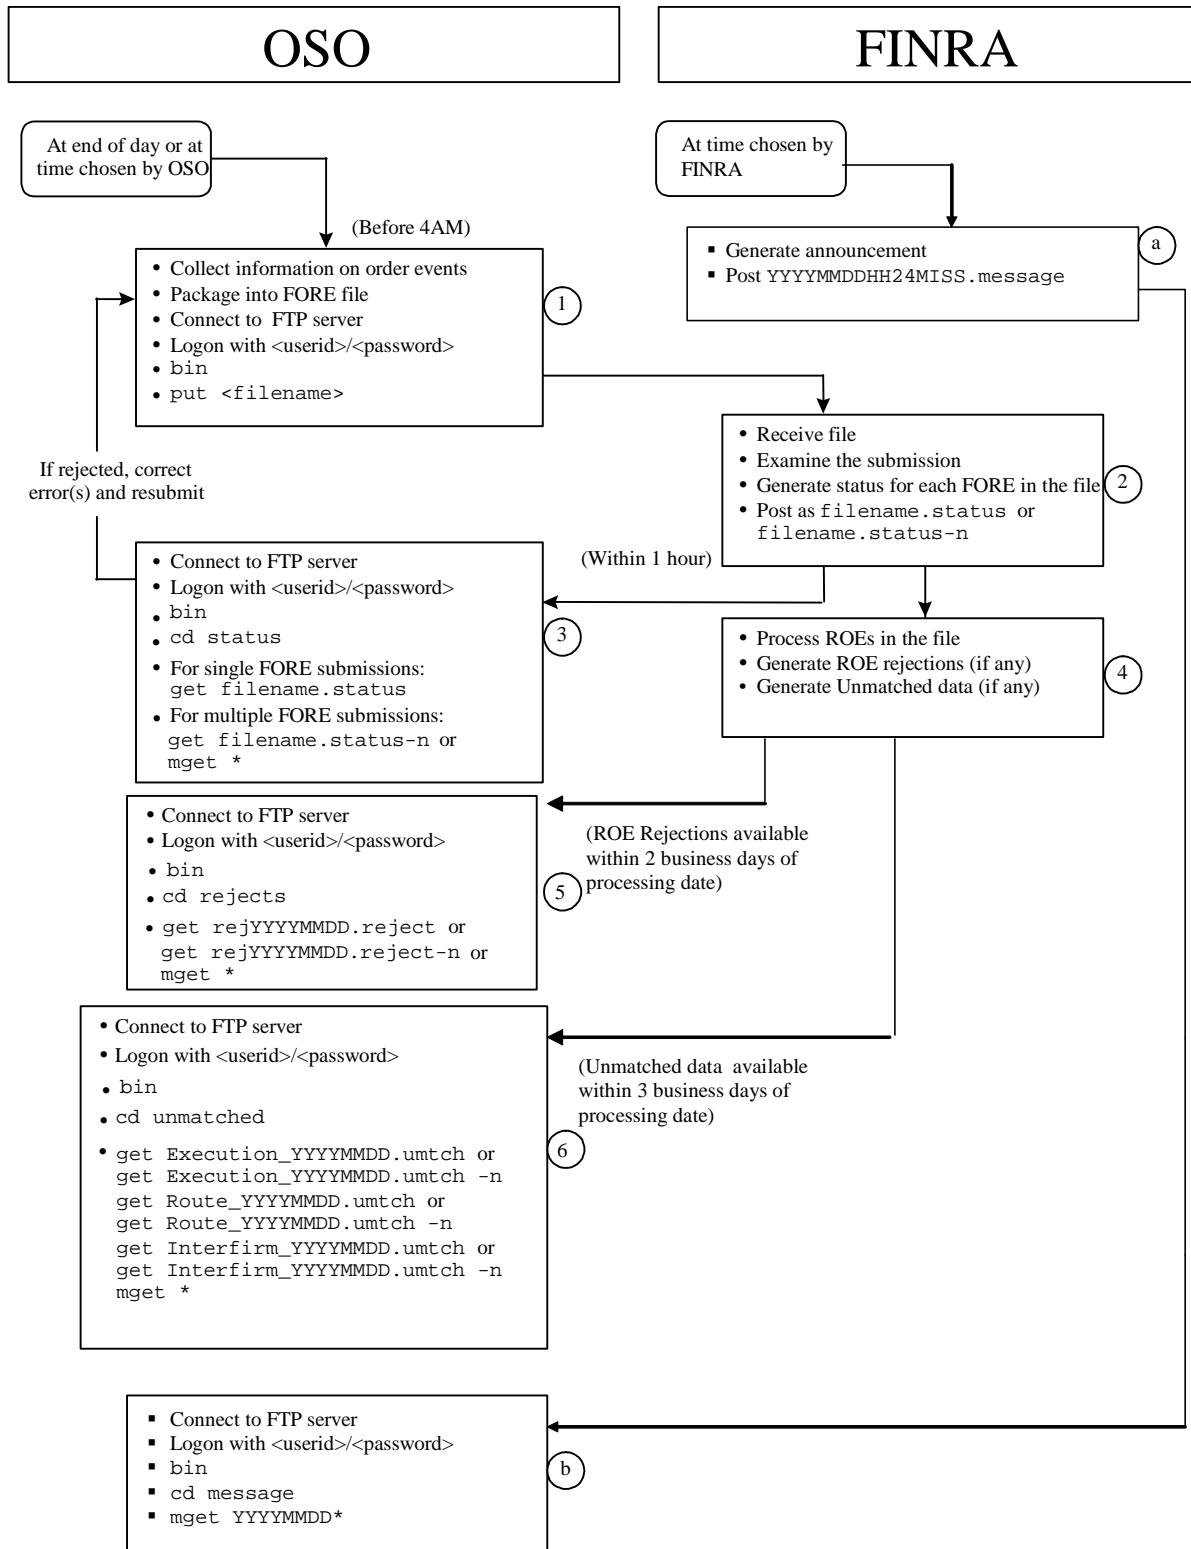 OSO
FINRA
At end of day or at
time chosen by OSO
At time chosen by
FINRA
(Before 4AM)
• Collect information on order events
• Package into FORE file
• Connect to FTP server
• Logon with <userid>/<password>
• bin
• put <filename>
1
▪ Generate announcement
▪ Post YYYYMMDDHH24MISS.message
a
If rejected, correct
error(s) and resubmit
• Receive file
• Examine the submission
• Generate status for each FORE in the file
• Post as filename.status or
filename.status-n
2
(Within 1 hour)
• Connect to FTP server
• Logon with <userid>/<password>
• bin
• cd status
• For single FORE submissions:
get filename.status
• For multiple FORE submissions:
get filename.status-n or
mget *
3
• Process ROEs in the file
• Generate ROE rejections (if any)
• Generate Unmatched data (if any)
4
• Connect to FTP server
• Logon with <userid>/<password>
• bin
• cd rejects
• get rejYYYYMMDD.reject or
get rejYYYYMMDD.reject-n or
mget *
5
(ROE Rejections available
within 2 business days of
processing date)
• Connect to FTP server
• Logon with <userid>/<password>
• bin
• cd unmatched
• get Execution_YYYYMMDD.umtch or
get Execution_YYYYMMDD.umtch -n
get Route_YYYYMMDD.umtch or
get Route_YYYYMMDD.umtch -n
get Interfirm_YYYYMMDD.umtch or
get Interfirm_YYYYMMDD.umtch -n
mget *
6
(Unmatched data available
within 3 business days of
processing date)
▪ Connect to FTP server
▪ Logon with <userid>/<password>
▪ bin
▪ cd message
▪ mget YYYYMMDD*
b